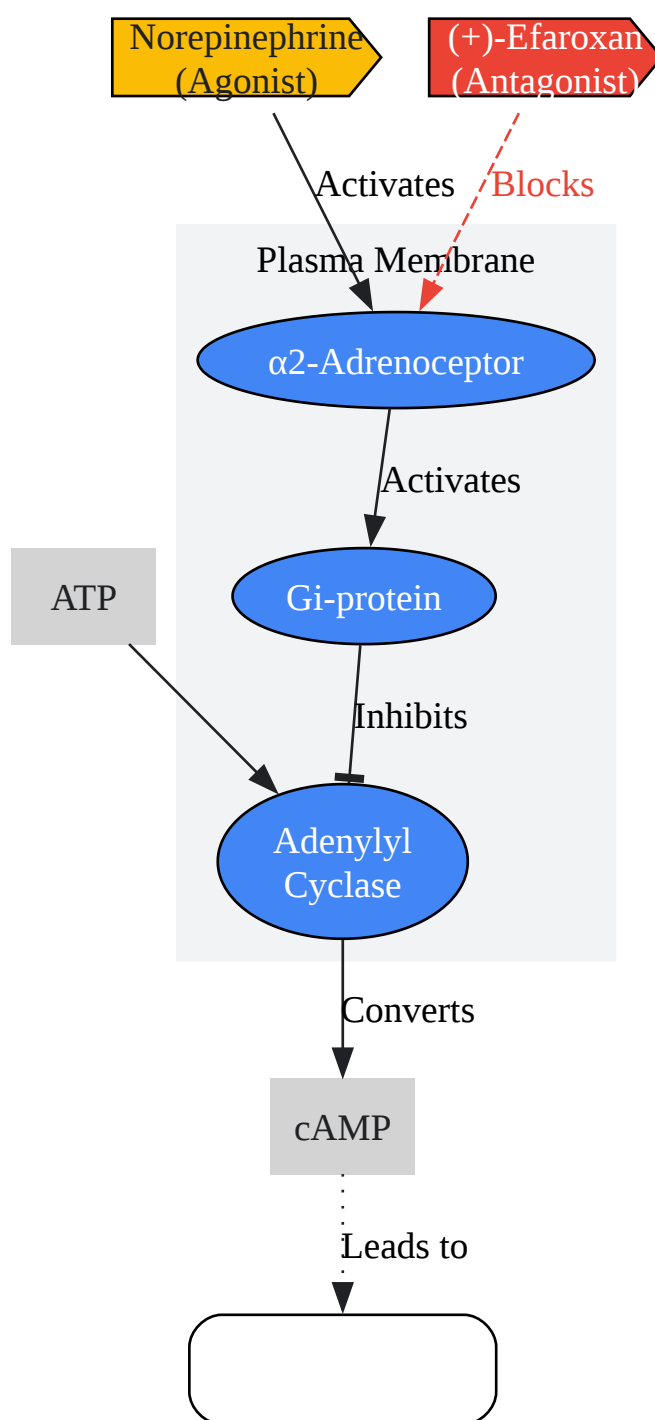 Norepinephrine
(Agonist)
(+)-Efaroxan
(Antagonist)
Activates
Blocks
Plasma Membrane
α2-Adrenoceptor
Activates
ATP
Gi-protein
Inhibits
Adenylyl
Cyclase
Converts
cAMP
Leads to